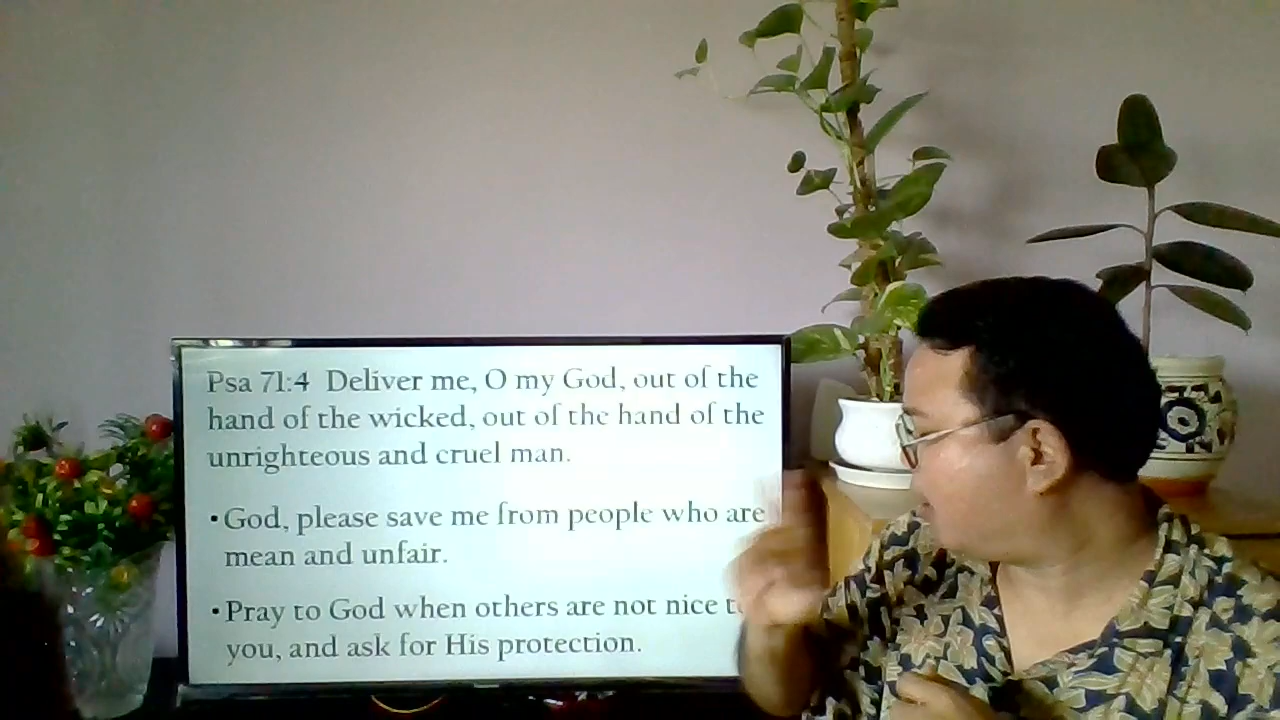 Psa 71:4 Deliver me, O my God, out of the
hand of the wicked, out of the hand of the
unrighteous and cruel man.
• God, please save me from people who are
mean and unfair.
• Pray to God when others are not nice
you, and ask for His protection.